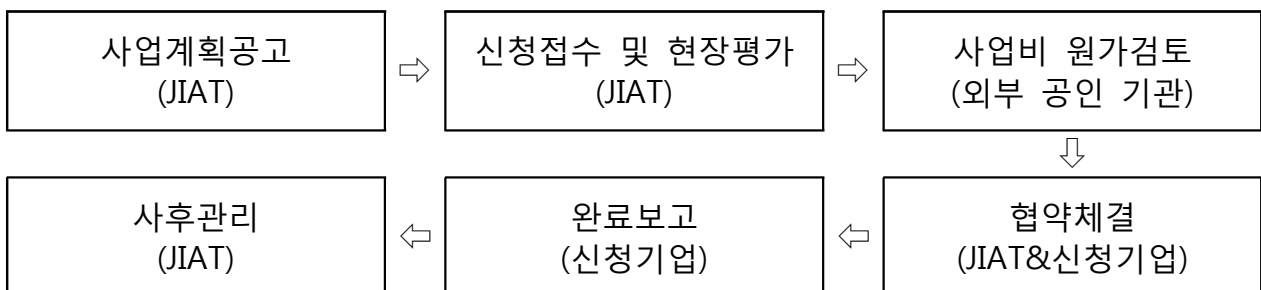 사업계획공고
(JIAT)
신청접수 및 현장평가
(JIAT)
사업비 원가검토
(외부 공인 기관)
협약체결
(JIAT&신청기업)
완료보고
(신청기업)
사후관리
(JIAT)